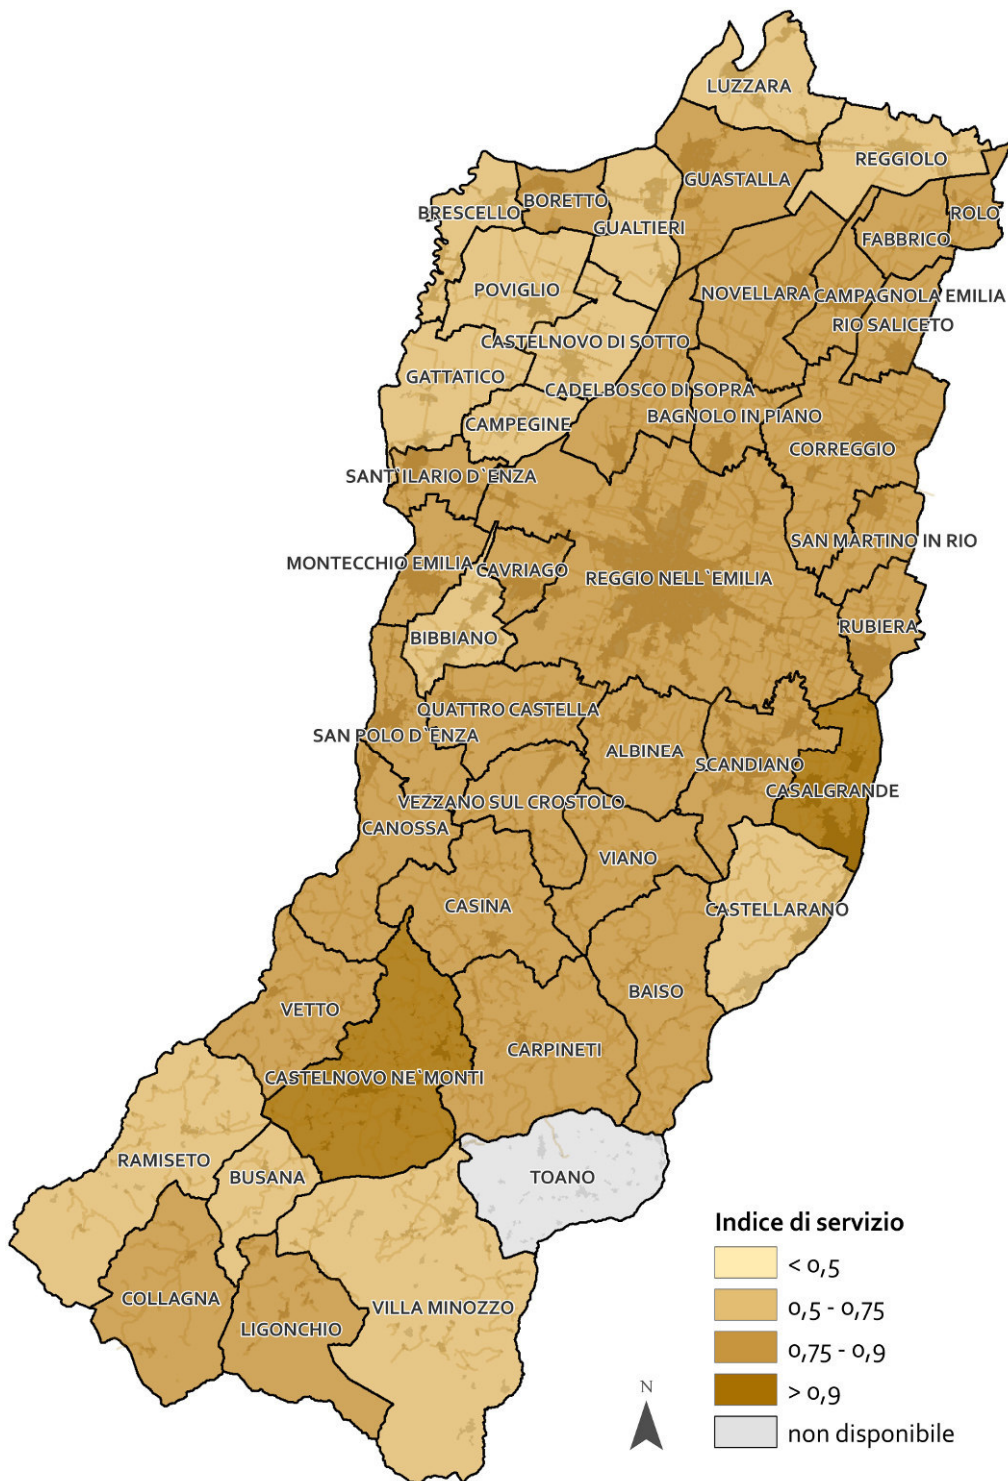 LUZZARA
REGGIOLO
GUASTALLA
BORETTO
ROLO
BRESCELLO
GUALTIERI
FABBRICO
POVIGLIO
NOVELLARA
CAMPAGNOLA EMILIA
RIO SALICETO
CASTELNOVO DI SOTTO
GATTATICO
CADELBOSCO DI SOPRA
BAGNOLO IN PIANO
CAMPEGINE
CORREGGIO
SANT`ILARIO D`ENZA
SAN MARTINO IN RIO
MONTECCHIO EMILIA
CAVRIAGO
REGGIO NELL`EMILIA
RUBIERA
BIBBIANO
QUATTRO CASTELLA
SAN POLO D`ENZA
ALBINEA
SCANDIANO
CASALGRANDE
VEZZANO SUL CROSTOLO
CANOSSA
VIANO
CASINA
CASTELLARANO
BAISO
VETTO
CARPINETI
CASTELNOVO NE`MONTI
RAMISETO
BUSANA
TOANO
COLLAGNA
LIGONCHIO
VILLA MINOZZO
Indice di servizio
< 0,5
0,5 - 0,75
0,75 - 0,9
> 0,9
non disponibile
N